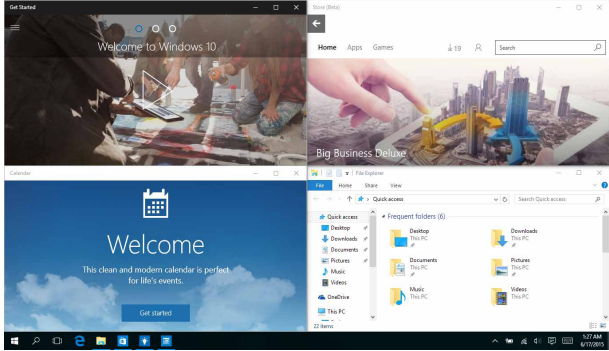 Get Started
Welcome to Windows 10
Store (Beta)
19
Search
Home Apps Games
Big Business Deluxe
Calendar
Welcome
This clean and modern calendar is perfect
for life's events.
Get started
File Explorer
File Home Share View
Quick access
Search Quick access
Quick access
Desktop
Downloads
Documents
Pictures
Music
Videos
OneDrive
This PC
22 items
Frequent folders (6)
Desktop
This PC
Downloads
This PC
Documents
This PC
Pictures
This PC
Music
This PC
Videos
This PC
1:27 AM
6/17/2015